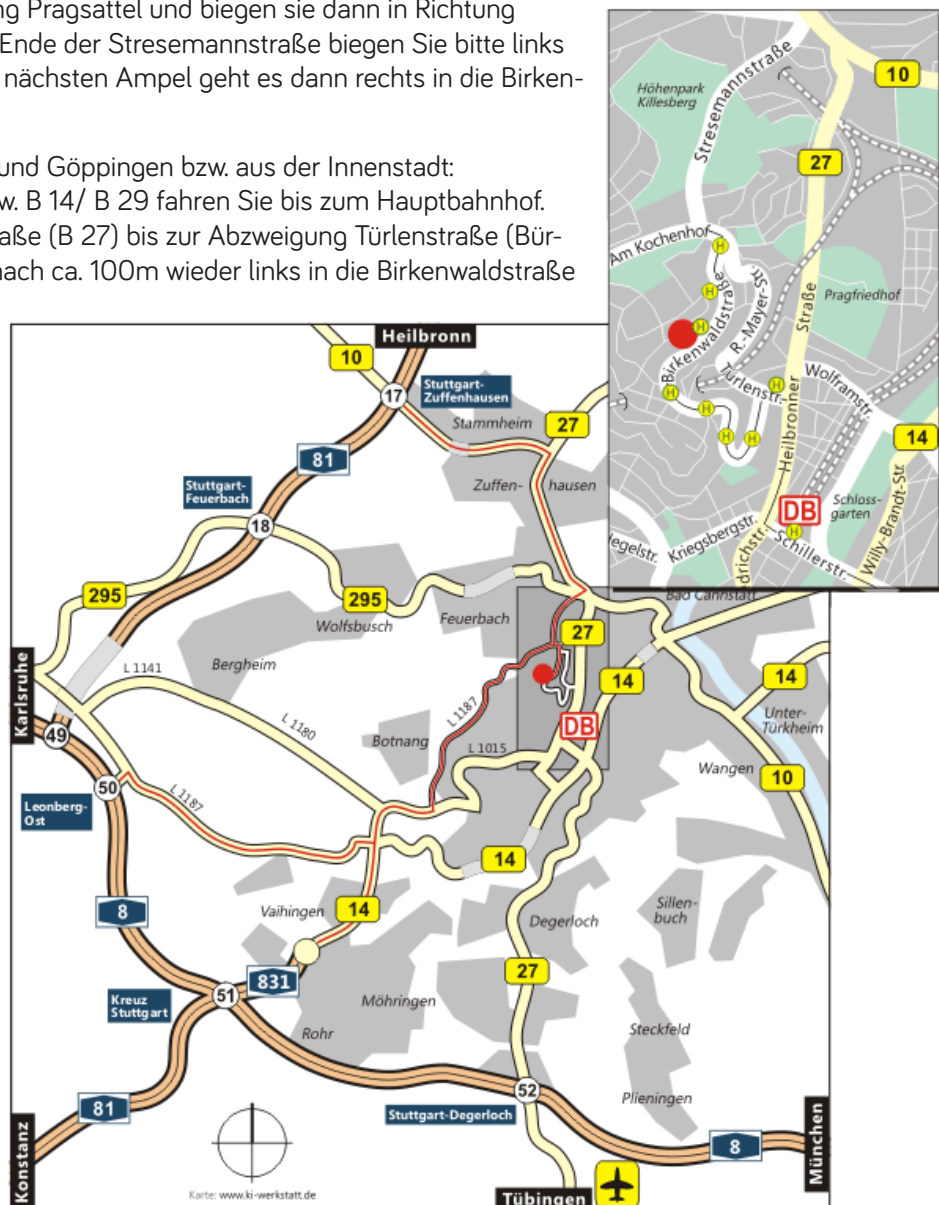 ng Pragsattel und biegen sie dann in Richtung
Ende der Stresemannstraße biegen Sie bitte links
nächsten Ampel geht es dann rechts in die Birken-
und Göppingen bzw. aus der Innenstadt:
w. B 14/ B 29 fahren Sie bis zum Hauptbahnhof.
aße (B 27) bis zur Abzweigung Türlenstraße (Bür-
nach ca. 100m wieder links in die Birkenwaldstraße
Höhenpark
Killesberg
Stresemannstraße
10
27
Am Kochenhof
H
H
Birkenwaldstraße
R.-Mayer-Str.
Straße
Pragfriedhof
H
Türlenstr.
H
Wolframstr.
H
H
H
H
Heilbronner
14
DB
H
Schloss-
garten
Willy-Brandt-Str.
egelstr.
Kriegsbergstr.
drichstr.
Schillerstr.
Heilbronn
10
17
Stuttgart-
Zuffenhausen
Stammheim
27
81
Zuffen-
hausen
Stuttgart-
Feuerbach
18
295
295
Wolfsbusch
Feuerbach
Bad Cannstatt
27
Karlsruhe
L 1141
Bergheim
L 1180
L 1187
14
14
Unter-
Türkheim
DB
49
Botnang
L 1015
Wangen
10
50
Leonberg-
Ost
L 1187
14
8
Vaihingen
14
Degerloch
Sillen-
buch
27
831
51
Kreuz
Stuttgart
Möhringen
Rohr
Steckfeld
52
Plieningen
81
Stuttgart-Degerloch
8
Konstanz
München
Karte: www.ki-werkstatt.de
Tübingen